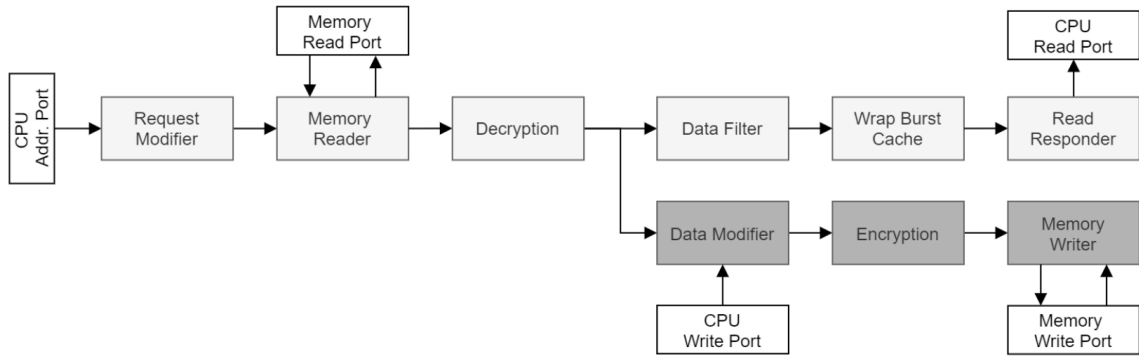 Memory
Read Port
CPU
Read Port
CPU
Addr. Port
Request
Modifier
Memory
Reader
Decryption
Data Filter
Wrap Burst
Cache
Read
Responder
Data Modifier
Encryption
Memory
Writer
CPU
Write Port
Memory
Write Port